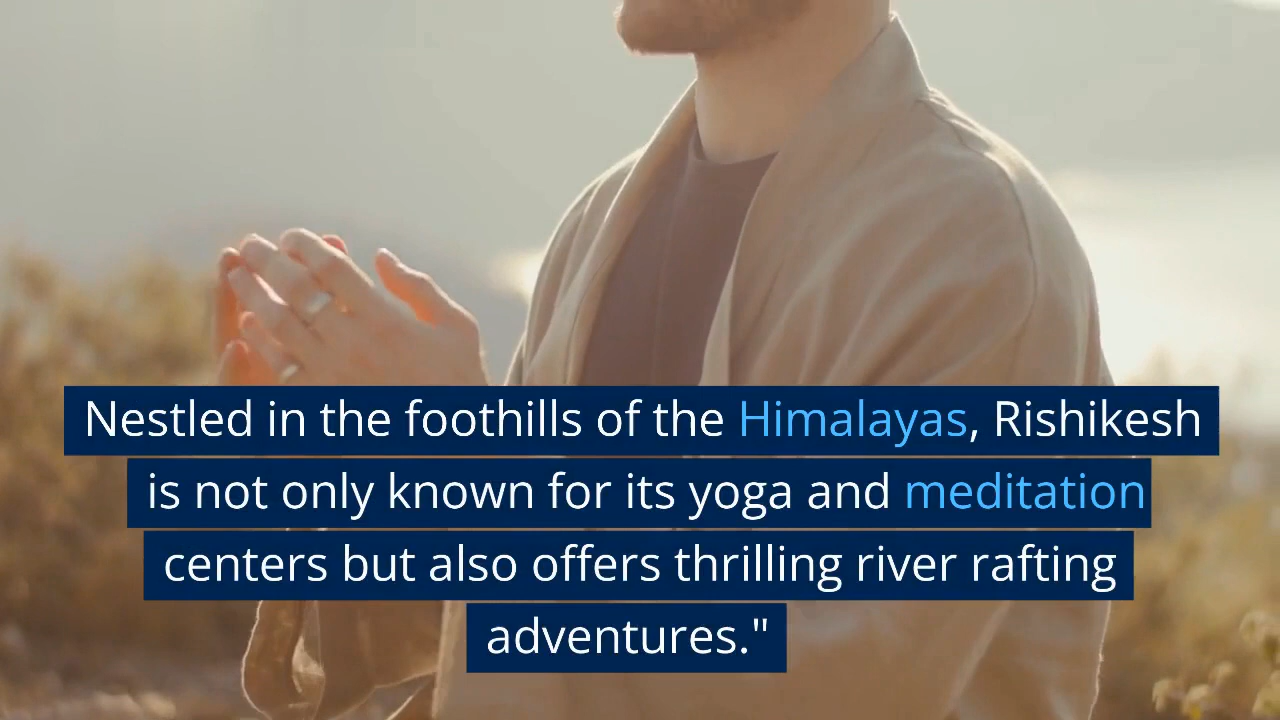 Nestled in the foothills of the Himalayas, Rishikesh
is not only known for its yoga and meditation
centers but also offers thrilling river rafting
adventures."